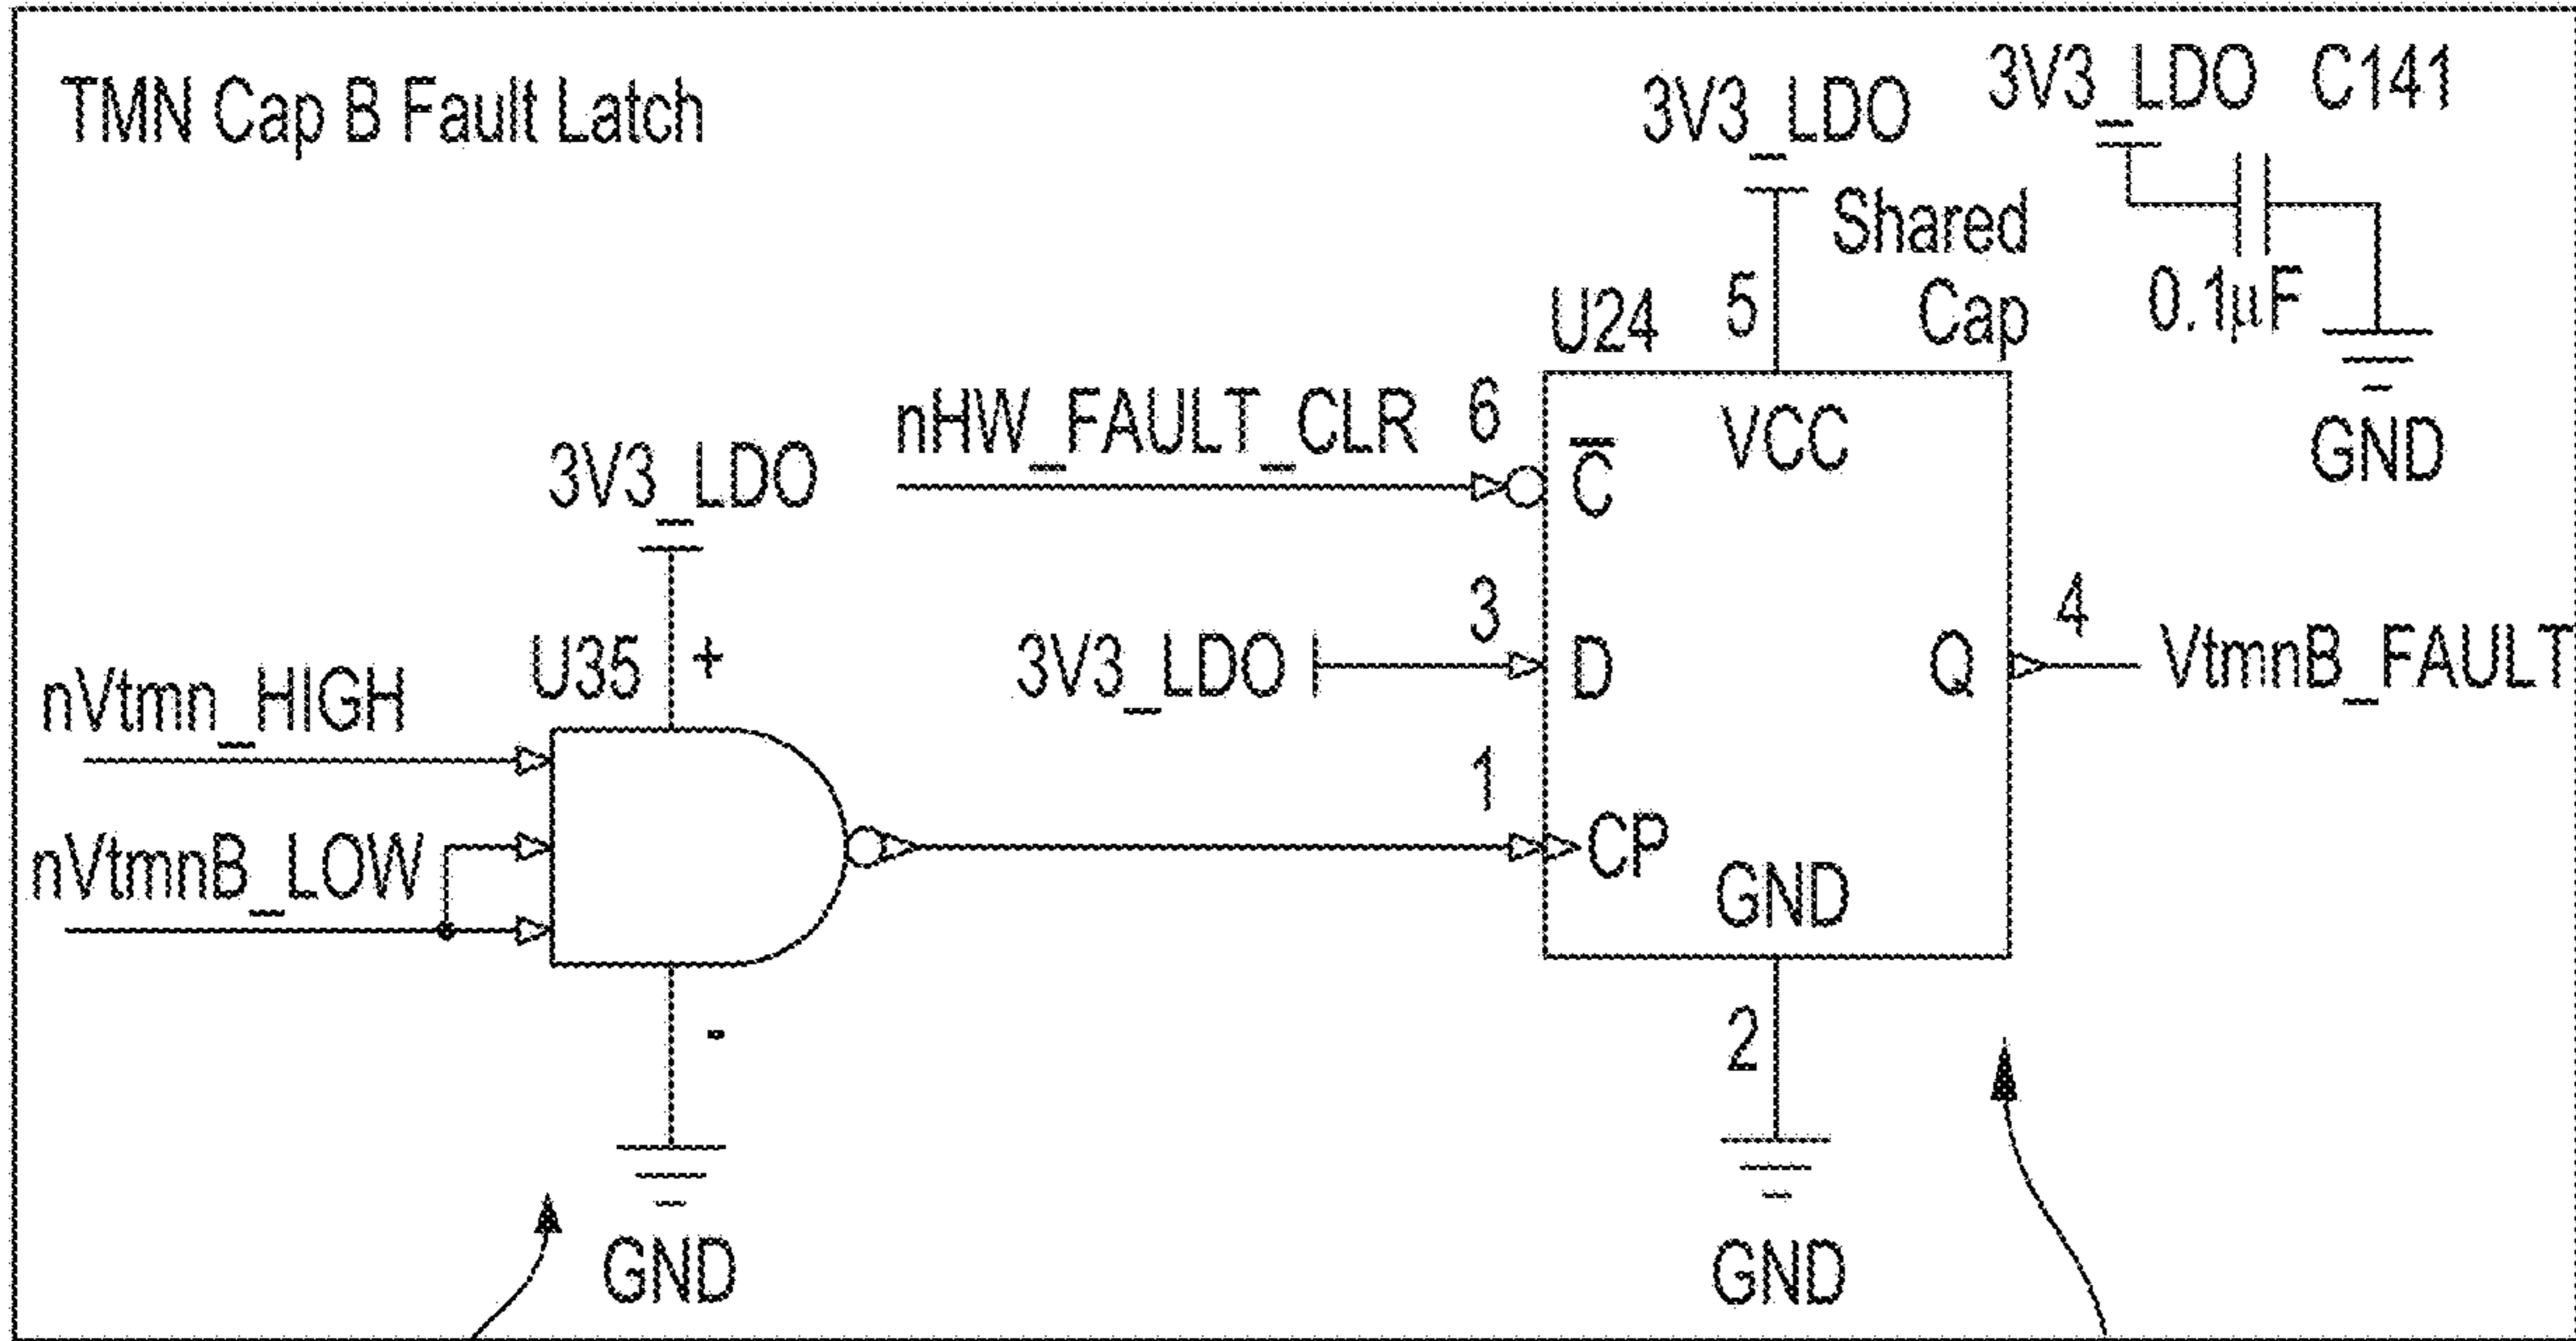 TMN Cap B Fault Latch
3V3_LDO
3V3_LDO C141
Shared
Cap
0.1µF
GND
U24
5
nHW_FAULT_CLR
6
C̅
VCC
3V3_LDO
U35
+
nVtmn_HIGH
nVtmnB_LOW
-
GND
3V3_LDO
3
D
Q
4
VtmnB_FAULT
1
CP
GND
2
GND